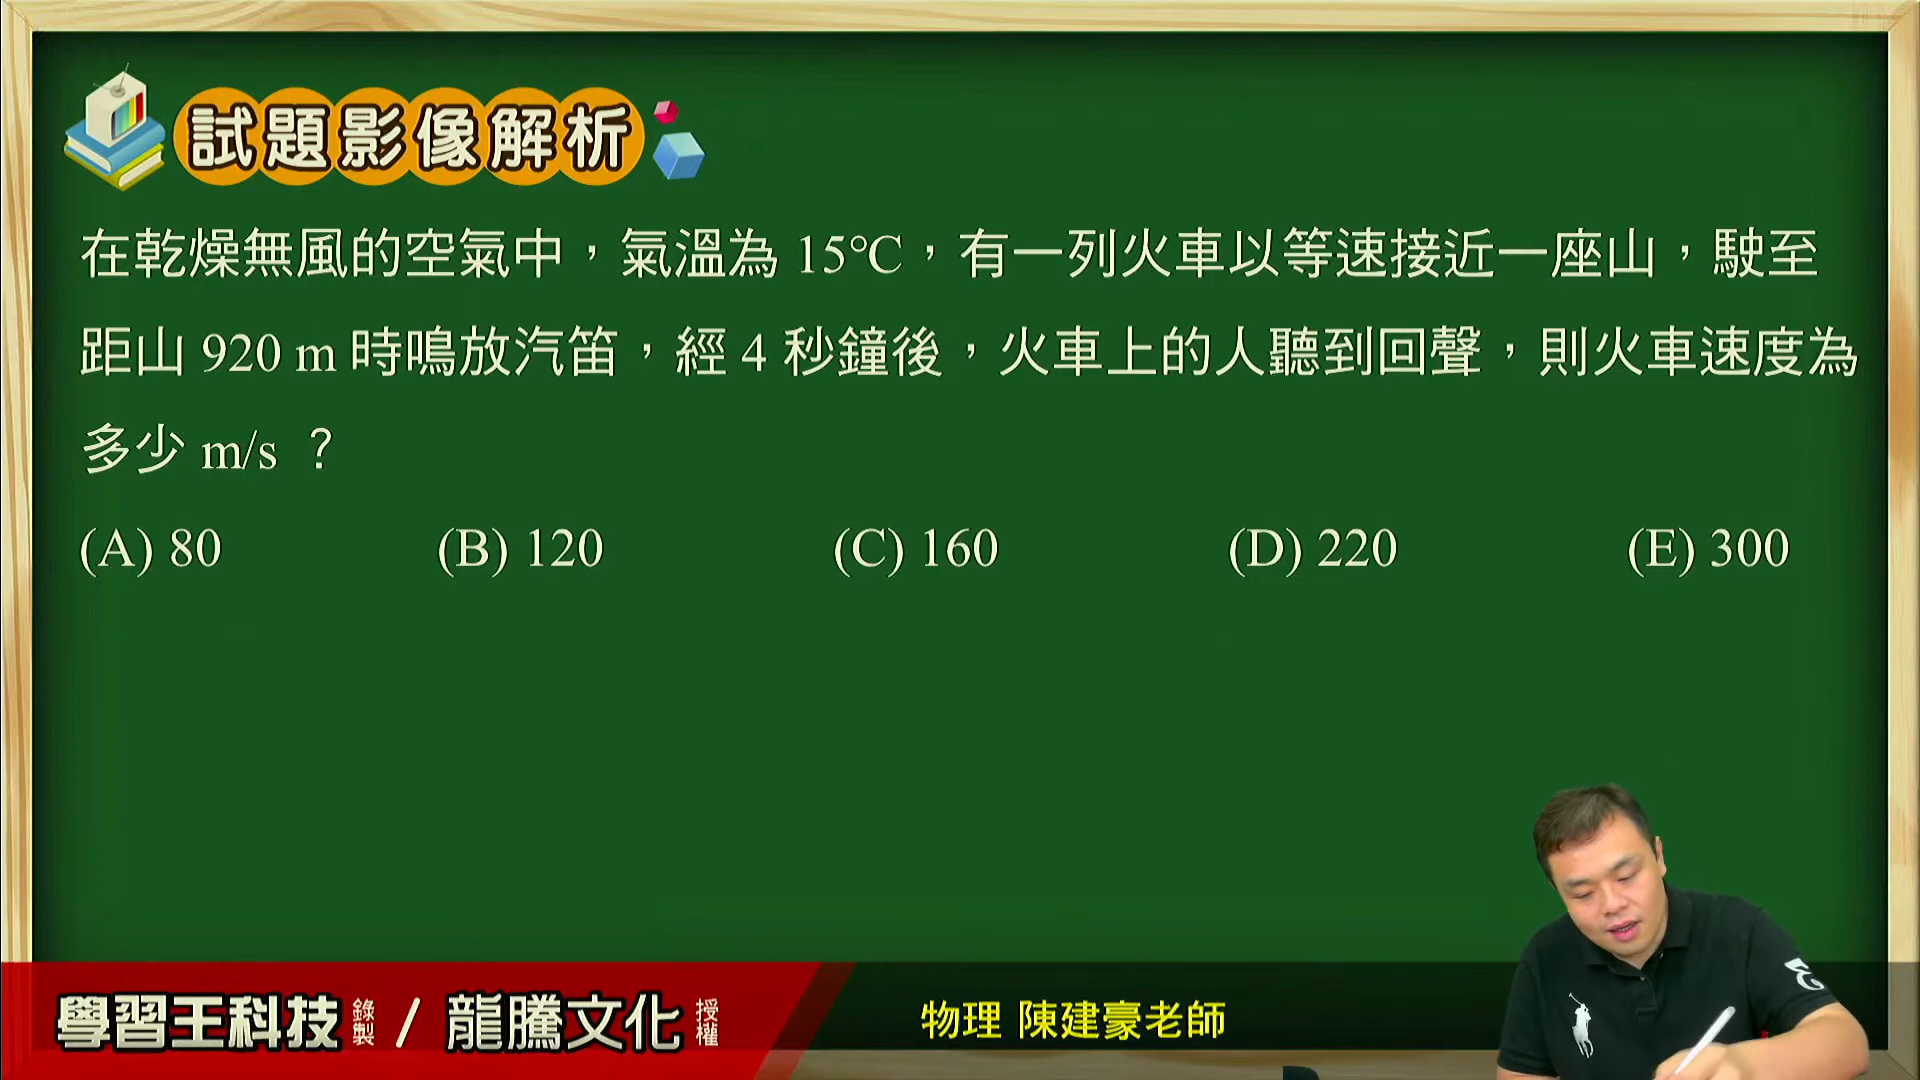 試題影像解析
在乾燥無風的空氣中，氣溫為 15°C，有一列火車以等速接近一座山，駛至
距山 920 m 時鳴放汽笛，經 4 秒鐘後，火車上的人聽到回聲，則火車速度為
多少 m/s ？
(A) 80 (B) 120 (C) 160 (D) 220 (E) 300
學習王科技 錄製 / 龍騰文化 授權
物理 陳建豪老師